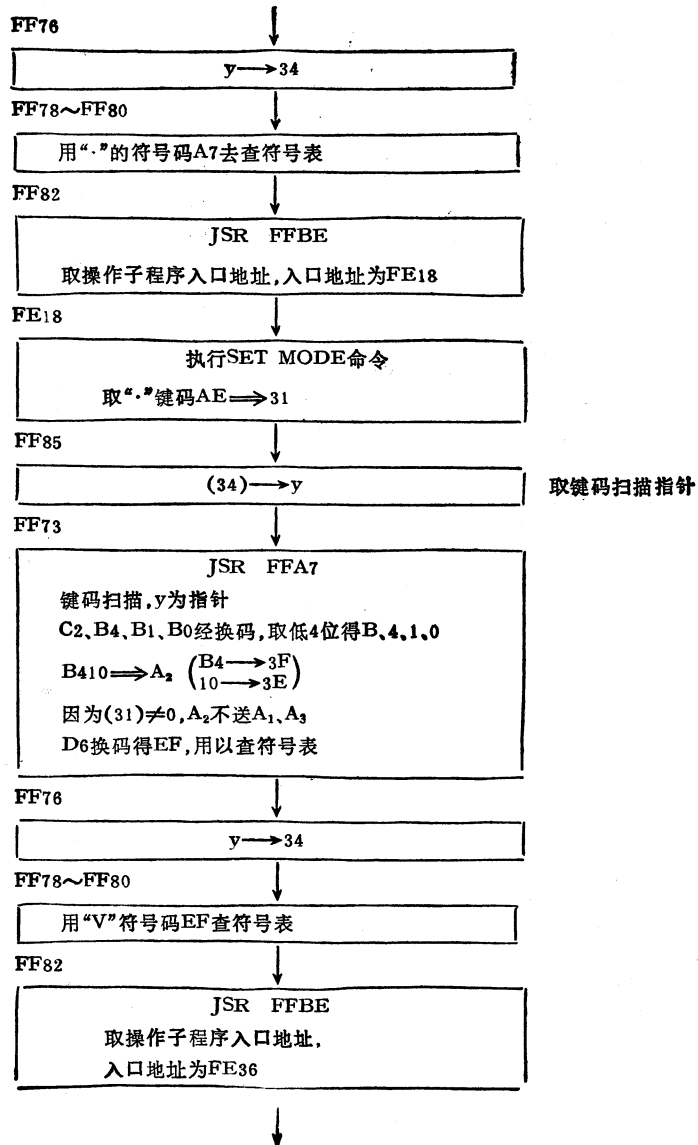 FF76
y→34
FF78～FF80
用“·”的符号码A7去查符号表
FF82
JSR FFBE
取操作子程序入口地址,入口地址为FE18
FE18
执行SET MODE命令
取“·”键码AE⟹31
FF85
(34)→y
取键码扫描指针
FF73
JSR FFA7
键码扫描,y为指针
C2、B4、B1、B0经换码,取低4位得B、4、1、0
B410⟹A₂ (B4→3F
10→3E)
因为(31)≠0,A₂不送A₁、A₃
D6换码得EF,用以查符号表
FF76
y→34
FF78～FF80
用“V”符号码EF查符号表
FF82
JSR FFBE
取操作子程序入口地址,
入口地址为FE36